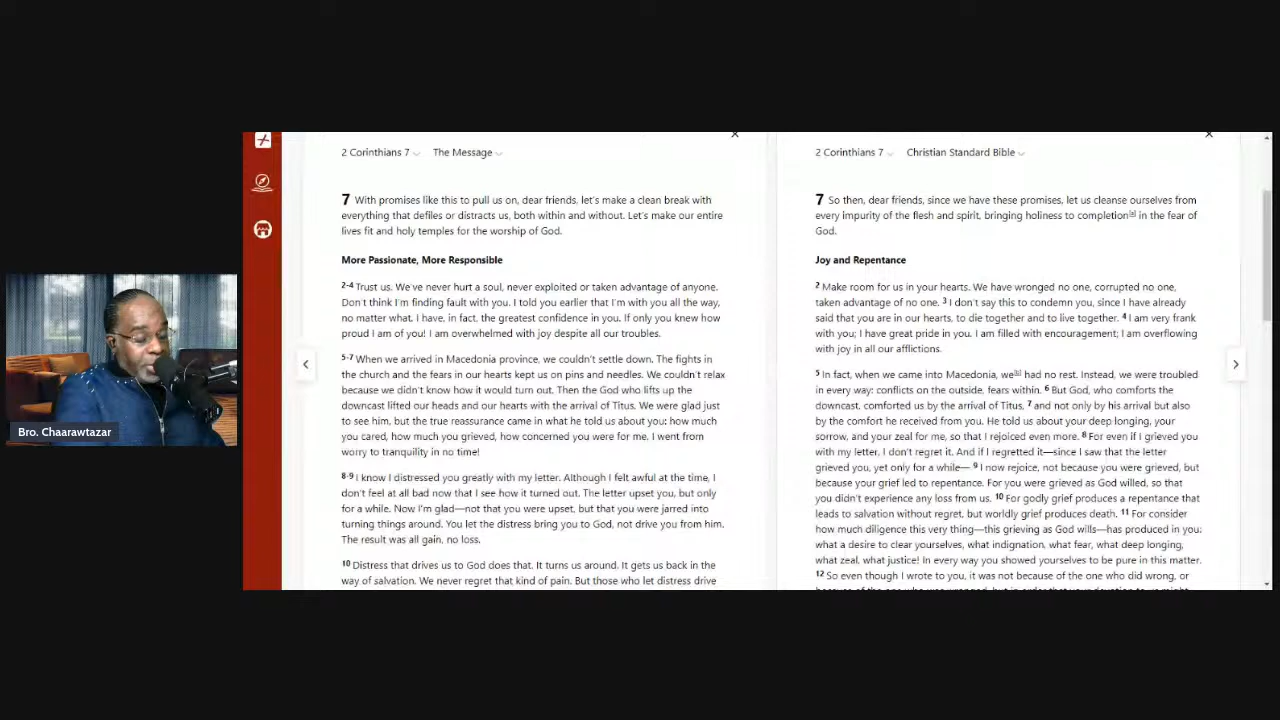 2 Corinthians 7 The Message
7 With promises like this to pull us on, dear friends, let's make a clean break with
everything that defiles or distracts us, both within and without. Let's make our entire
lives fit and holy temples for the worship of God.
More Passionate, More Responsible
2-4 Trust us. We've never hurt a soul, never exploited or taken advantage of anyone.
Don't think I'm finding fault with you. I told you earlier that I'm with you all the way,
no matter what. I have, in fact, the greatest confidence in you. If only you knew how
proud I am of you! I am overwhelmed with joy despite all our troubles.
5-7 When we arrived in Macedonia province, we couldn't settle down. The fights in
the church and the fears in our hearts kept us on pins and needles. We couldn't relax
because we didn't know how it would turn out. Then the God who lifts up the
downcast lifted our heads and our hearts with the arrival of Titus. We were glad just
to see him, but the true reassurance came in what he told us about you: how much
you cared, how much you grieved, how concerned you were for me. I went from
worry to tranquility in no time!
8-9 I know I distressed you greatly with my letter. Although I felt awful at the time, I
don't feel at all bad now that I see how it turned out. The letter upset you, but only
for a while. Now I'm glad—not that you were upset, but that you were jarred into
turning things around. You let the distress bring you to God, not drive you from him.
The result was all gain, no loss.
10 Distress that drives us to God does that. It turns us around. It gets us back in the
way of salvation. We never regret that kind of pain. But those who let distress drive
2 Corinthians 7 Christian Standard Bible
7 So then, dear friends, since we have these promises, let us cleanse ourselves from
every impurity of the flesh and spirit, bringing holiness to completion[a] in the fear of
God.
Joy and Repentance
2 Make room for us in your hearts. We have wronged no one, corrupted no one,
taken advantage of no one. 3 I don't say this to condemn you, since I have already
said that you are in our hearts, to die together and to live together. 4 I am very frank
with you; I have great pride in you. I am filled with encouragement; I am overflowing
with joy in all our afflictions.
5 In fact, when we came into Macedonia, we[b] had no rest. Instead, we were troubled
in every way: conflicts on the outside, fears within. 6 But God, who comforts the
downcast, comforted us by the arrival of Titus, 7 and not only by his arrival but also
by the comfort he received from you. He told us about your deep longing, your
sorrow, and your zeal for me, so that I rejoiced even more. 8 For even if I grieved you
with my letter, I don't regret it. And if I regretted it—since I saw that the letter
grieved you, yet only for a while— 9 I now rejoice, not because you were grieved, but
because your grief led to repentance. For you were grieved as God willed, so that
you didn't experience any loss from us. 10 For godly grief produces a repentance that
leads to salvation without regret, but worldly grief produces death. 11 For consider
how much diligence this very thing—this grieving as God wills—has produced in you:
what a desire to clear yourselves, what indignation, what fear, what deep longing,
what zeal, what justice! In every way you showed yourselves to be pure in this matter.
12 So even though I wrote to you, it was not because of the one who did wrong, or
Bro. Chaarawtazar